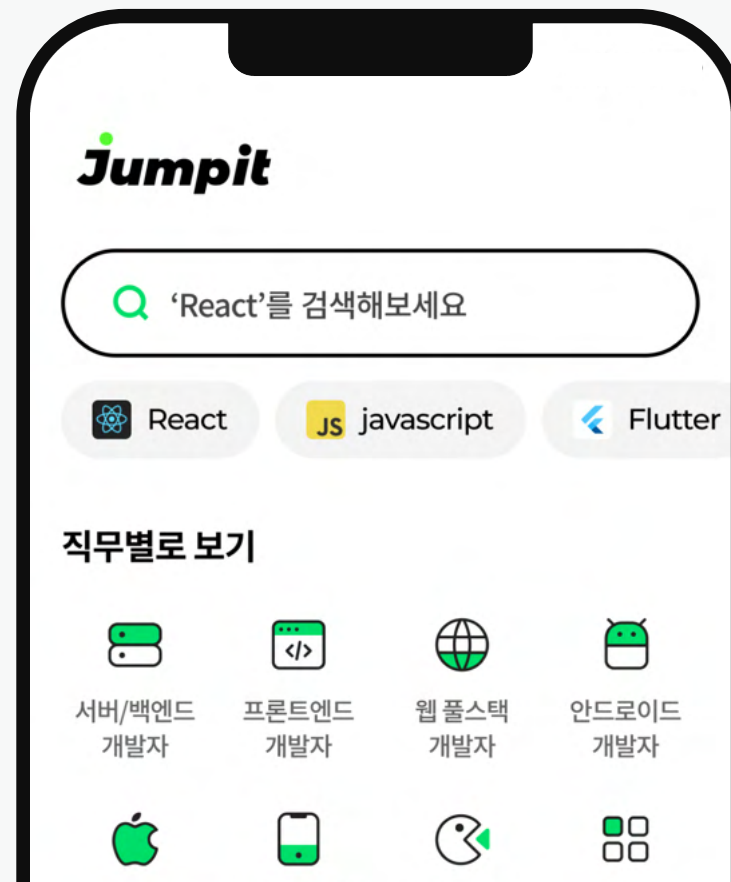 Jumpit
‘React’를 검색해보세요
React javascript Flutter
JS
직무별로 보기
서버/백엔드 프론트엔드 웹 풀스택 안드로이드
개발자 개발자 개발자 개발자